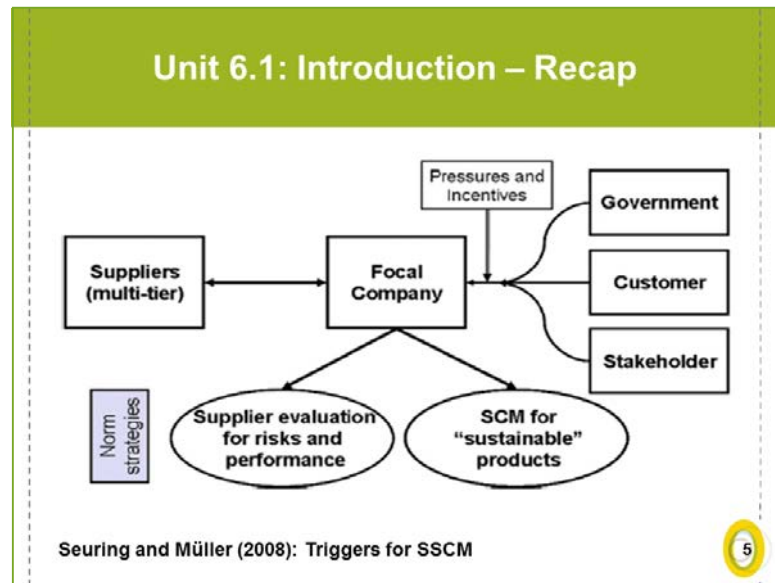 Unit 6.1: Introduction – Recap
Pressures and
Incentives
Government
Suppliers
(multi-tier)
Focal
Company
Customer
Stakeholder
Norm
strategies
Supplier evaluation
for risks and
performance
SCM for
“sustainable”
products
Seuring and Müller (2008): Triggers for SSCM
5